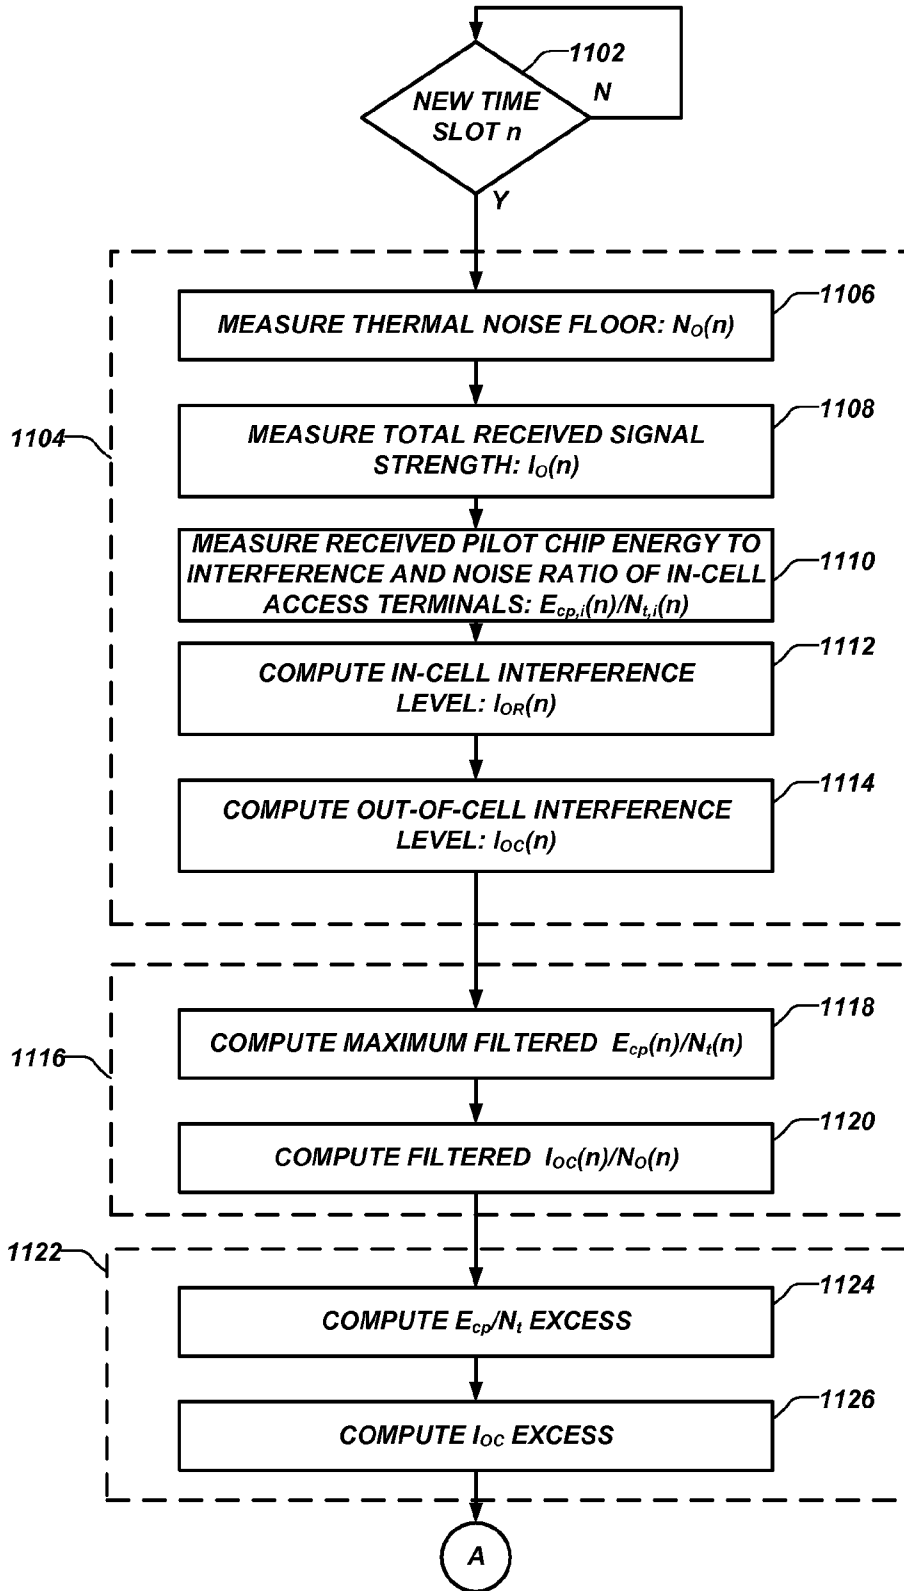 1102
N
NEW TIME
SLOT n
Y
1106
MEASURE THERMAL NOISE FLOOR: NO(n)
1108
1104
MEASURE TOTAL RECEIVED SIGNAL
STRENGTH: IO(n)
MEASURE RECEIVED PILOT CHIP ENERGY TO
INTERFERENCE AND NOISE RATIO OF IN-CELL
ACCESS TERMINALS: Ecp,i(n)/Nt,i(n)
1110
1112
COMPUTE IN-CELL INTERFERENCE
LEVEL: IOR(n)
1114
COMPUTE OUT-OF-CELL INTERFERENCE
LEVEL: IOC(n)
1118
1116
COMPUTE MAXIMUM FILTERED Ecp(n)/Nt(n)
1120
COMPUTE FILTERED IOC(n)/NO(n)
1122
1124
COMPUTE Ecp/Nt EXCESS
1126
COMPUTE IOC EXCESS
A